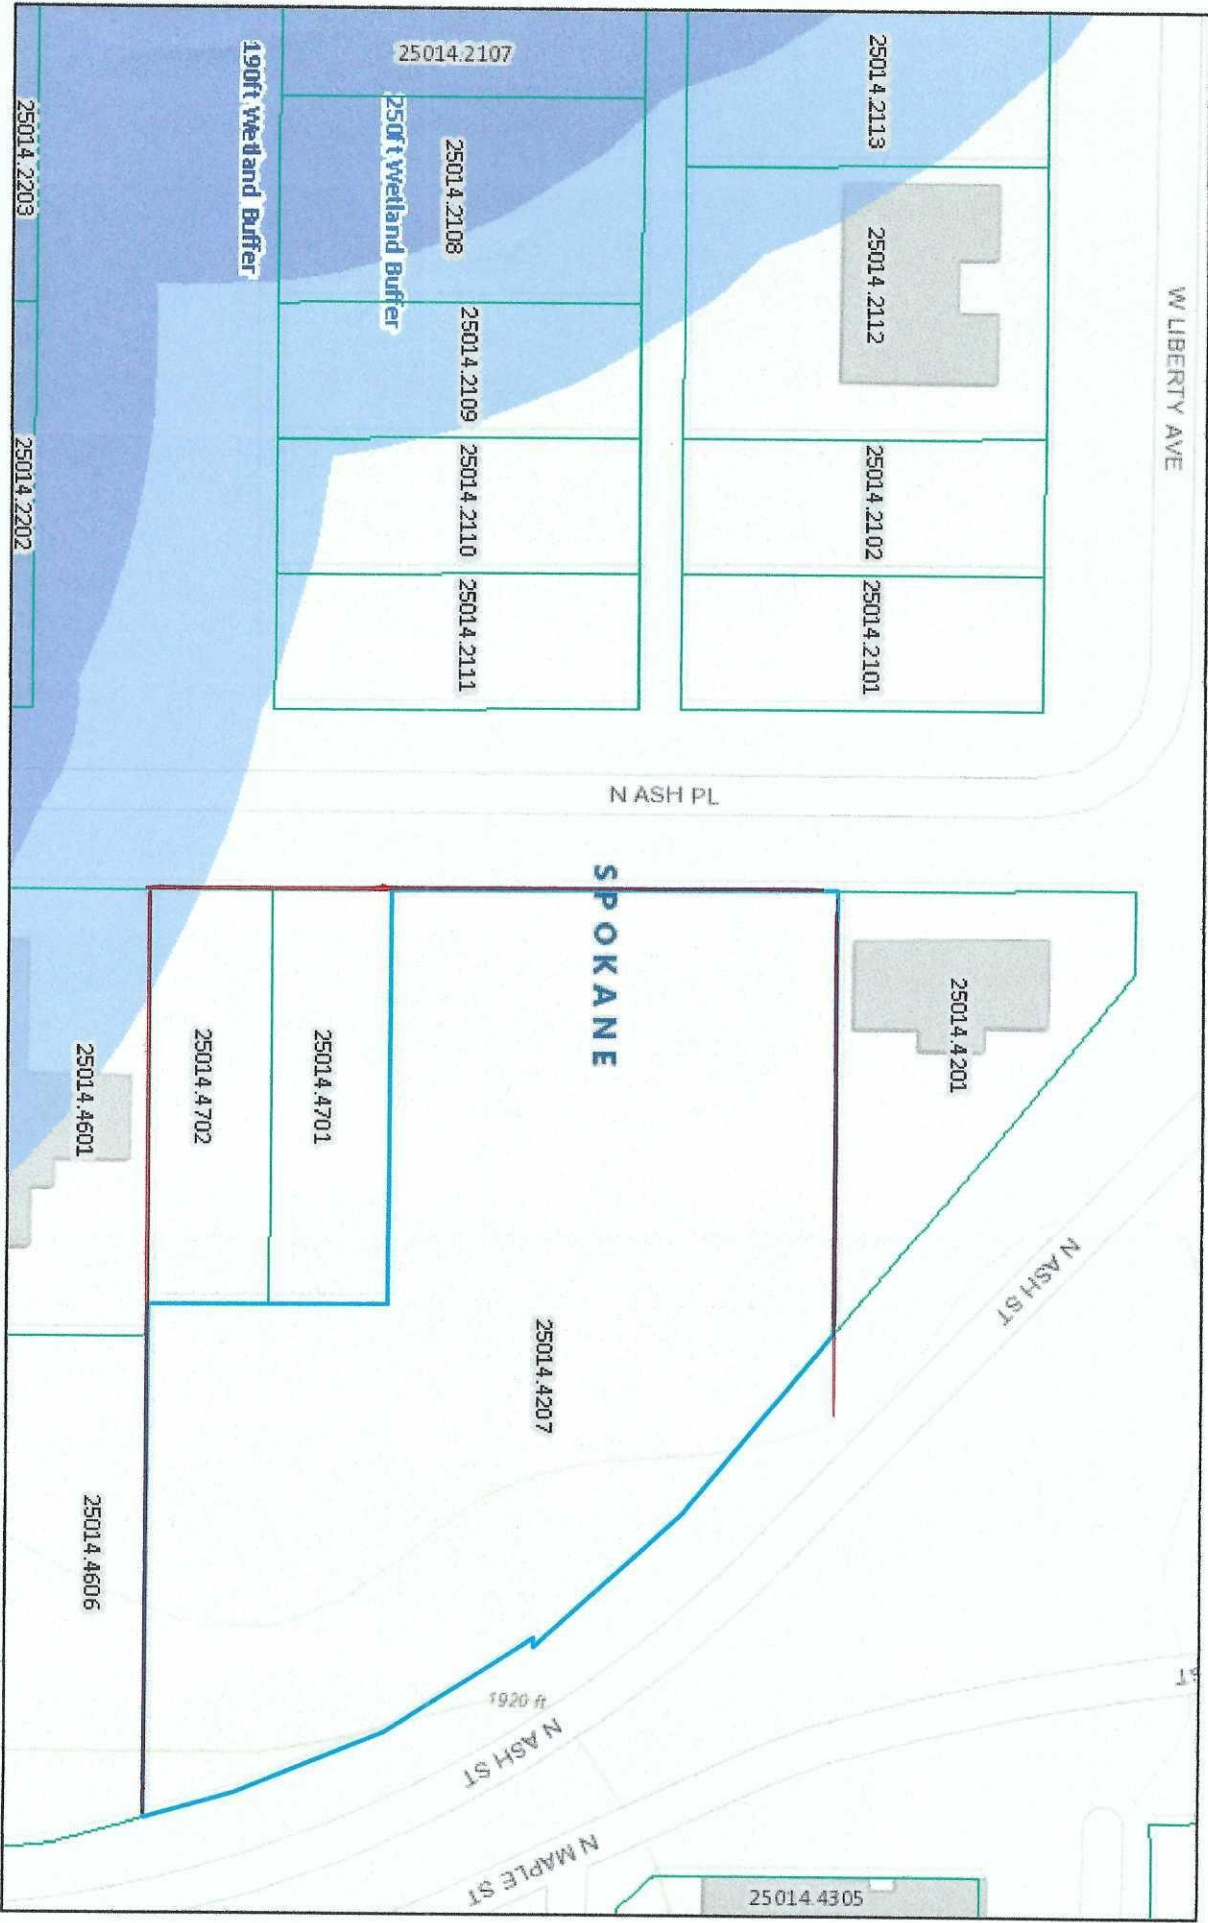 25014.2107
25014.2113
W LIBERTY AVE
190ft Wetland Buffer
250ft Wetland Buffer
25014.2108
25014.2112
25014.2203
25014.2109
25014.2202
25014.2110
25014.2102
25014.2111
25014.2101
N ASH PL
SPOKANE
25014.4201
25014.4601
25014.4702
25014.4701
N ASH ST
25014.4207
25014.4606
1920 ft
N ASH ST
N MAPLE ST
25014.4305